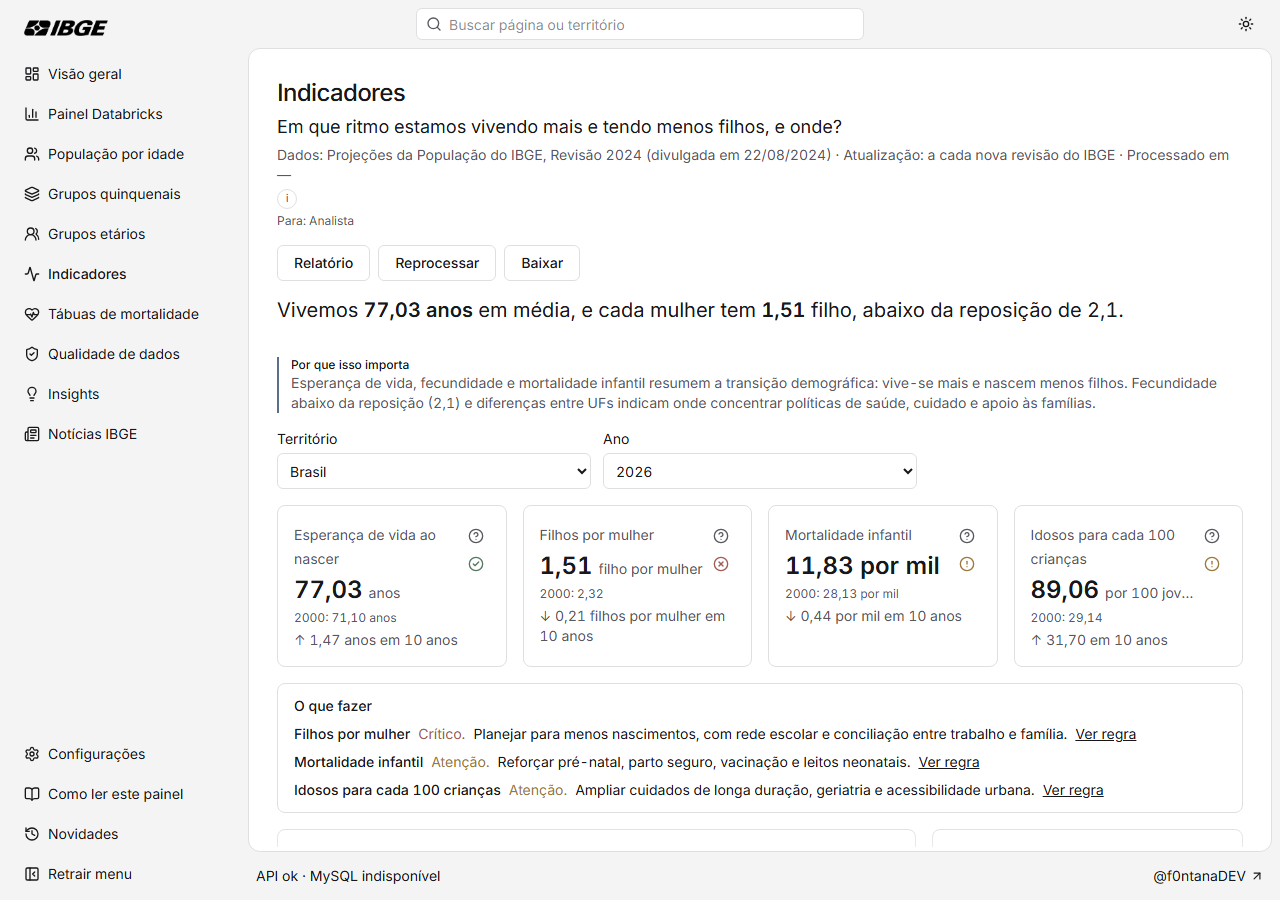 IBGE
Buscar página ou território
Visão geral
Painel Databricks
População por idade
Grupos quinquenais
Grupos etários
Indicadores
Tábuas de mortalidade
Qualidade de dados
Insights
Notícias IBGE
Configurações
Como ler este painel
Novidades
Retrair menu
Indicadores
Em que ritmo estamos vivendo mais e tendo menos filhos, e onde?
Dados: Projeções da População do IBGE, Revisão 2024 (divulgada em 22/08/2024) · Atualização: a cada nova revisão do IBGE · Processado em
—
i
Para: Analista
Relatório Reprocessar Baixar
Vivemos 77,03 anos em média, e cada mulher tem 1,51 filho, abaixo da reposição de 2,1.
Por que isso importa
Esperança de vida, fecundidade e mortalidade infantil resumem a transição demográfica: vive-se mais e nascem menos filhos. Fecundidade
abaixo da reposição (2,1) e diferenças entre UFs indicam onde concentrar políticas de saúde, cuidado e apoio às famílias.
Território
Brasil
Ano
2026
Esperança de vida ao
nascer
77,03 anos
2000: 71,10 anos
↑ 1,47 anos em 10 anos
Filhos por mulher
1,51 filho por mulher
2000: 2,32
↓ 0,21 filhos por mulher em
10 anos
Mortalidade infantil
11,83 por mil
2000: 28,13 por mil
↓ 0,44 por mil em 10 anos
Idosos para cada 100
crianças
89,06 por 100 jov...
2000: 29,14
↑ 31,70 em 10 anos
O que fazer
Filhos por mulher Crítico. Planejar para menos nascimentos, com rede escolar e conciliação entre trabalho e família. Ver regra
Mortalidade infantil Atenção. Reforçar pré-natal, parto seguro, vacinação e leitos neonatais. Ver regra
Idosos para cada 100 crianças Atenção. Ampliar cuidados de longa duração, geriatria e acessibilidade urbana. Ver regra
API ok · MySQL indisponível
@f0ntanaDEV